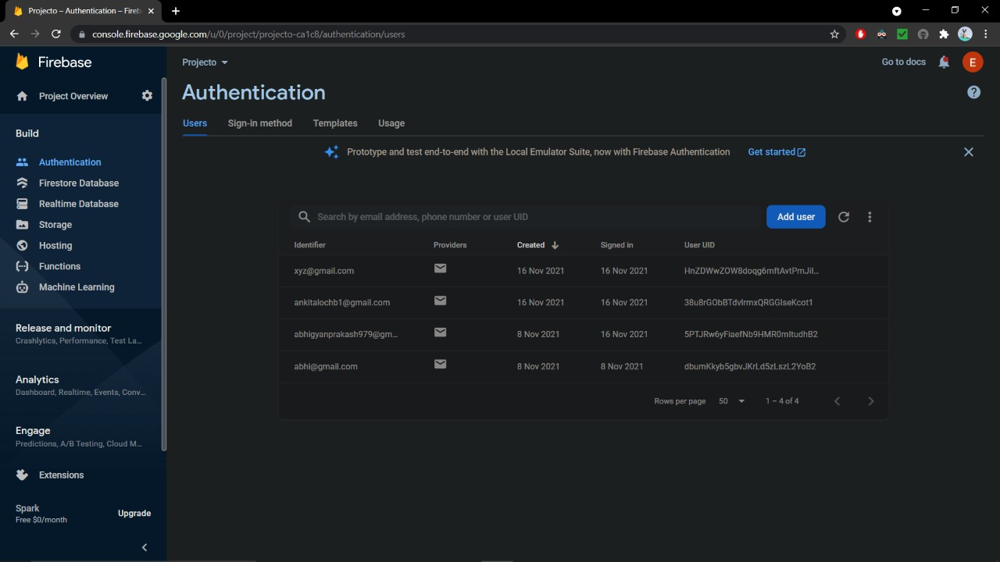 Projecto – Authentication – Fireb
console.firebase.google.com/u/0/project/projecto-ca1c8/authentication/users
Firebase
Projecto
Go to docs
E
Project Overview
Authentication
Users
Sign-in method
Templates
Usage
Prototype and test end-to-end with the Local Emulator Suite, now with Firebase Authentication
Get started
Build
Authentication
Firestore Database
Realtime Database
Storage
Hosting
Functions
Machine Learning
Release and monitor
Crashlytics, Performance, Test La...
Analytics
Dashboard, Realtime, Events, Conv...
Engage
Predictions, A/B Testing, Cloud M...
Extensions
Spark
Free $0/month
Upgrade
Search by email address, phone number or user UID
Add user
Identifier Providers Created Signed in User UID
xyz@gmail.com 16 Nov 2021 16 Nov 2021 HnZDWwZOW8doqg6mftAvtPmJil...
ankitalochb1@gmail.com 16 Nov 2021 16 Nov 2021 38u8rGObBTdvlrmxQRGGlseKcot1
abhigyanprakash979@gm... 8 Nov 2021 16 Nov 2021 5PTJRw6yFiaefNb9HMR0mltudhB2
abhi@gmail.com 8 Nov 2021 8 Nov 2021 dbumKkyb5gbvJKrLd5zLszL2YoB2
Rows per page 50 1 – 4 of 4